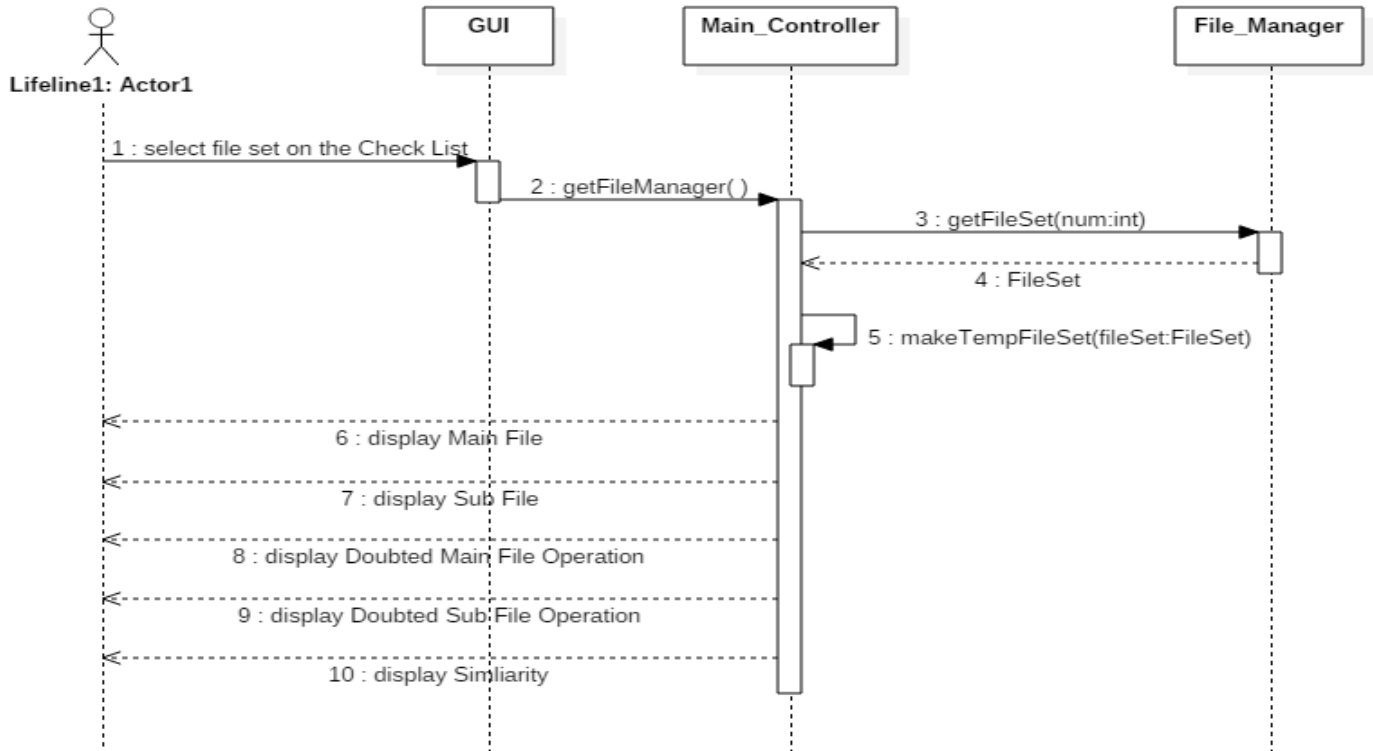 GUI
Main_Controller
File_Manager
Lifeline1: Actor1
1 : select file set on the Check List
2 : getFileManager( )
3 : getFileSet(num:int)
4 : FileSet
5 : makeTempFileSet(fileSet:FileSet)
6 : display Main File
7 : display Sub File
8 : display Doubted Main File Operation
9 : display Doubted Sub File Operation
10 : display Simliarity